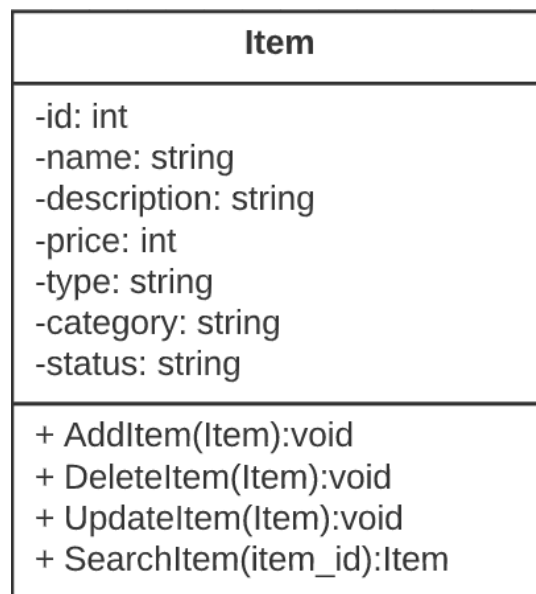 Item
-id: int
-name: string
-description: string
-price: int
-type: string
-category: string
-status: string
+ AddItem(Item):void
+ DeleteItem(Item):void
+ UpdateItem(Item):void
+ SearchItem(item_id):Item